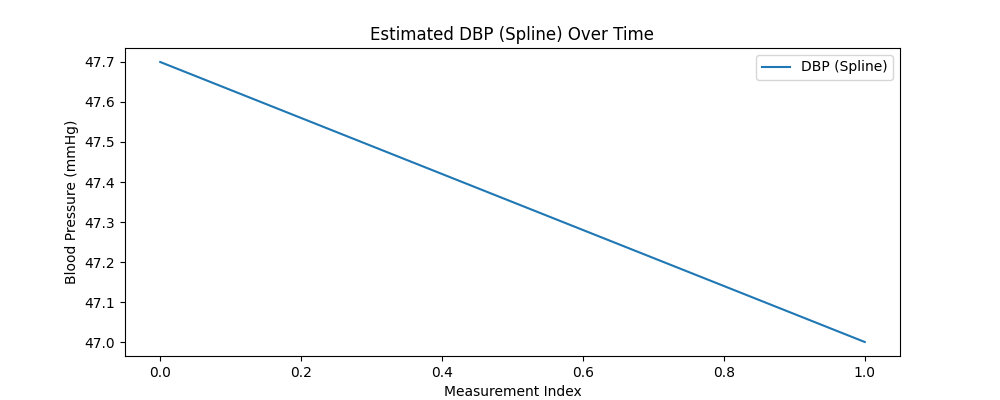 Estimated DBP (Spline) Over Time
DBP (Spline)
Blood Pressure (mmHg)
47.7
47.6
47.5
47.4
47.3
47.2
47.1
47.0
0.0 0.2 0.4 0.6 0.8 1.0
Measurement Index